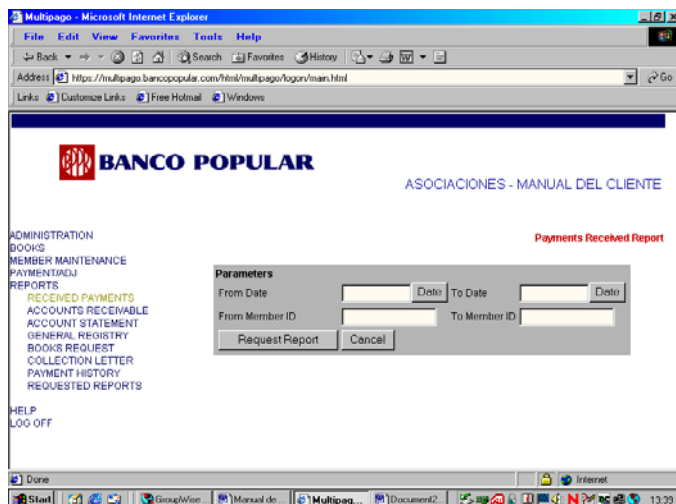 Multipago - Microsoft Internet Explorer
File Edit View Favorites Tools Help
Back Search Favorites History
Address https://multipago.bancopopular.com/html/multipago/logon/main.html Go
Links Customize Links Free Hotmail Windows
BANCO POPULAR
ASOCIACIONES - MANUAL DEL CLIENTE
Payments Received Report
ADMINISTRATION
BOOKS
MEMBER MAINTENANCE
PAYMENT/ADJ
REPORTS
RECEIVED PAYMENTS
ACCOUNTS RECEIVABLE
ACCOUNT STATEMENT
GENERAL REGISTRY
BOOKS REQUEST
COLLECTION LETTER
PAYMENT HISTORY
REQUESTED REPORTS
HELP
LOG OFF
Parameters
From Date Date To Date Date
From Member ID To Member ID
Request Report Cancel
Done Internet
Start GroupWise ... Manual de ... Multipag... Document2... 13:39